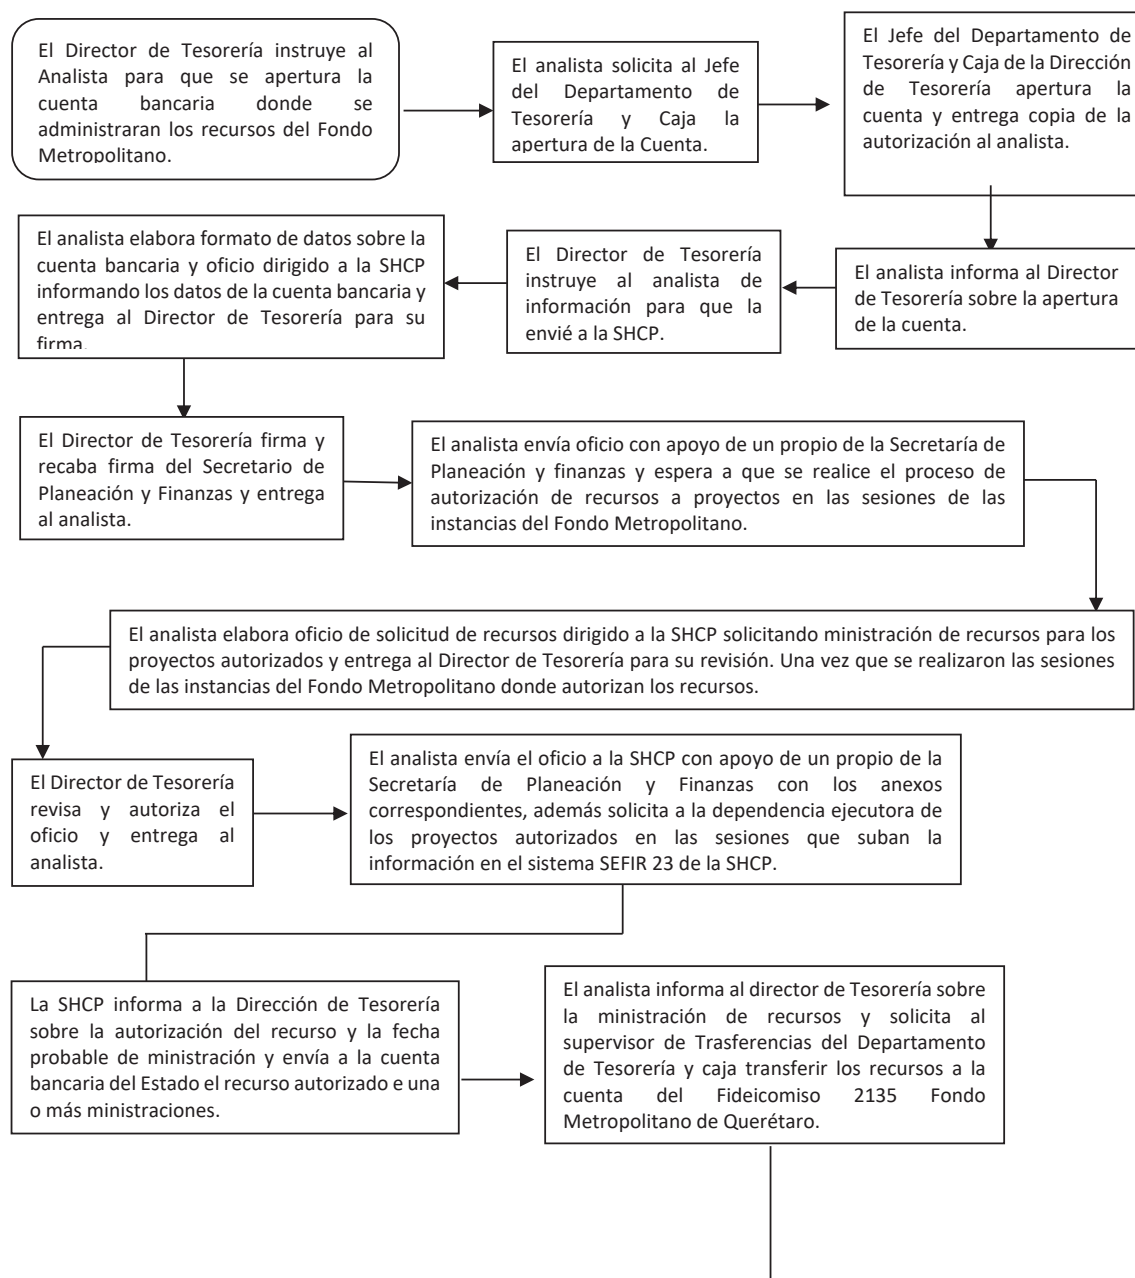 El Director de Tesorería instruye al
Analista para que se apertura la
cuenta bancaria donde se
administraran los recursos del Fondo
Metropolitano.
El analista solicita al Jefe
del Departamento de
Tesorería y Caja la
apertura de la Cuenta.
El Jefe del Departamento de
Tesorería y Caja de la Dirección
de Tesorería apertura la
cuenta y entrega copia de la
autorización al analista.
El analista informa al Director
de Tesorería sobre la apertura
de la cuenta.
El Director de Tesorería
instruye al analista de
información para que la
envié a la SHCP.
El analista elabora formato de datos sobre la
cuenta bancaria y oficio dirigido a la SHCP
informando los datos de la cuenta bancaria y
entrega al Director de Tesorería para su
firma.
El Director de Tesorería firma y
recaba firma del Secretario de
Planeación y Finanzas y entrega
al analista.
El analista envía oficio con apoyo de un propio de la Secretaría de
Planeación y finanzas y espera a que se realice el proceso de
autorización de recursos a proyectos en las sesiones de las
instancias del Fondo Metropolitano.
El analista elabora oficio de solicitud de recursos dirigido a la SHCP solicitando ministración de recursos para los
proyectos autorizados y entrega al Director de Tesorería para su revisión. Una vez que se realizaron las sesiones
de las instancias del Fondo Metropolitano donde autorizan los recursos.
El Director de Tesorería
revisa y autoriza el
oficio y entrega al
analista.
El analista envía el oficio a la SHCP con apoyo de un propio de la
Secretaría de Planeación y Finanzas con los anexos
correspondientes, además solicita a la dependencia ejecutora de
los proyectos autorizados en las sesiones que suban la
información en el sistema SEFIR 23 de la SHCP.
La SHCP informa a la Dirección de Tesorería
sobre la autorización del recurso y la fecha
probable de ministración y envía a la cuenta
bancaria del Estado el recurso autorizado e una
o más ministraciones.
El analista informa al director de Tesorería sobre
la ministración de recursos y solicita al
supervisor de Trasferencias del Departamento
de Tesorería y caja transferir los recursos a la
cuenta del Fideicomiso 2135 Fondo
Metropolitano de Querétaro.